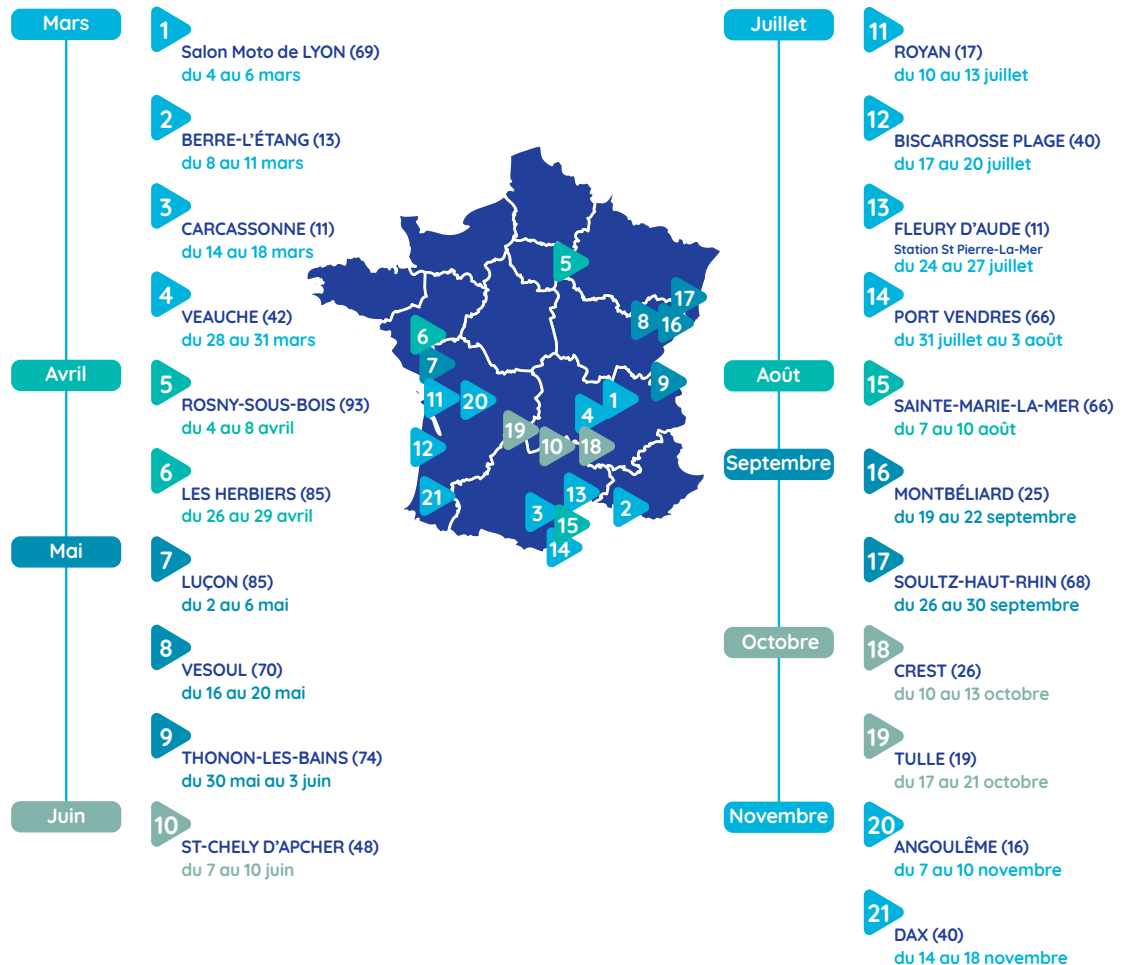 Mars
1
Salon Moto de LYON (69)
du 4 au 6 mars
2
BERRE-L'ÉTANG (13)
du 8 au 11 mars
3
CARCASSONNE (11)
du 14 au 18 mars
4
VEAUCHE (42)
du 28 au 31 mars
Avril
5
ROSNY-SOUS-BOIS (93)
du 4 au 8 avril
6
LES HERBIERS (85)
du 26 au 29 avril
Mai
7
LUÇON (85)
du 2 au 6 mai
8
VESOUL (70)
du 16 au 20 mai
9
THONON-LES-BAINS (74)
du 30 mai au 3 juin
Juin
10
ST-CHELY D'APCHER (48)
du 7 au 10 juin
5
17
8
16
6
7
9
11
20
1
4
19
10
18
12
21
13
3
2
15
14
Juillet
11
ROYAN (17)
du 10 au 13 juillet
12
BISCARROSSE PLAGE (40)
du 17 au 20 juillet
13
FLEURY D'AUDE (11)
Station St Pierre-La-Mer
du 24 au 27 juillet
14
PORT VENDRES (66)
du 31 juillet au 3 août
Août
15
SAINTE-MARIE-LA-MER (66)
du 7 au 10 août
Septembre
16
MONTBÉLIARD (25)
du 19 au 22 septembre
17
SOULTZ-HAUT-RHIN (68)
du 26 au 30 septembre
Octobre
18
CREST (26)
du 10 au 13 octobre
19
TULLE (19)
du 17 au 21 octobre
Novembre
20
ANGOULÊME (16)
du 7 au 10 novembre
21
DAX (40)
du 14 au 18 novembre